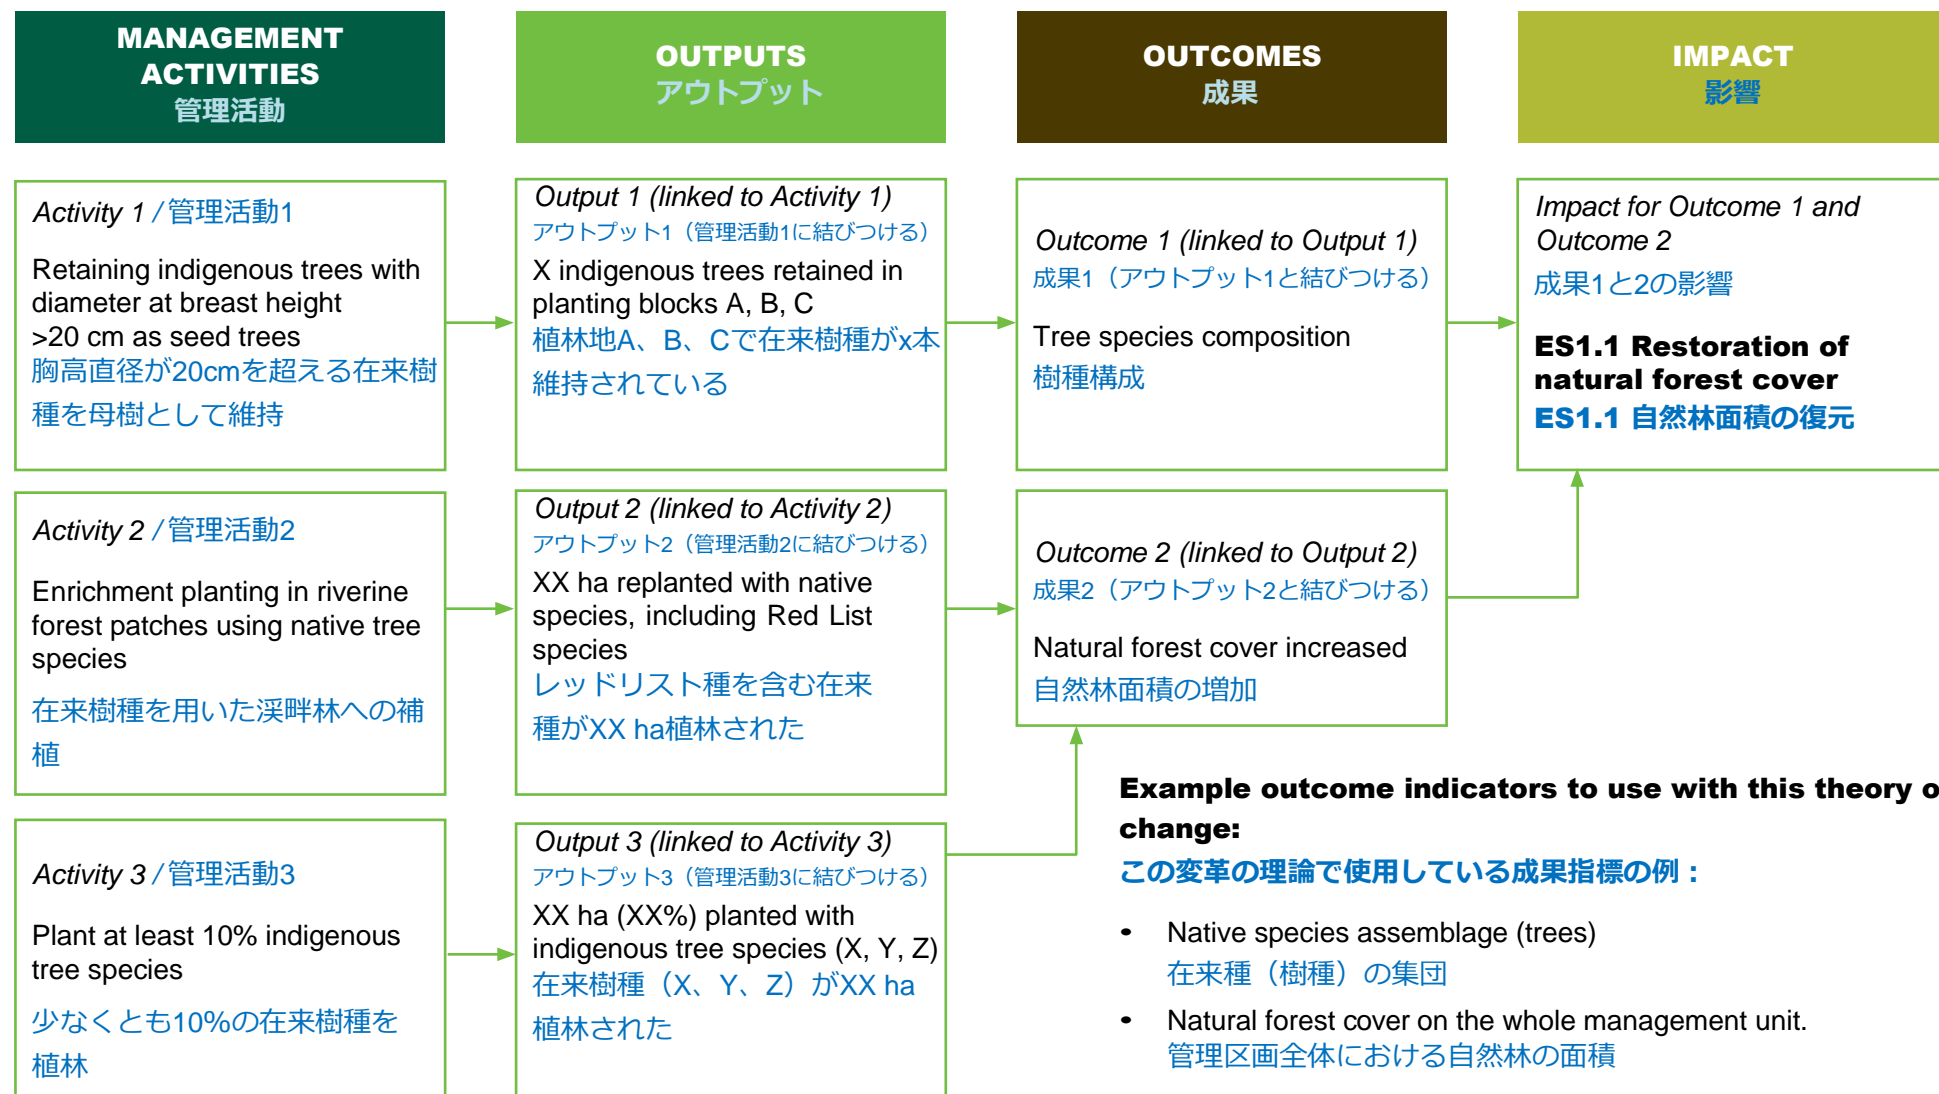 MANAGEMENT
ACTIVITIES
管理活動
OUTPUTS
アウトプット
OUTCOMES
成果
IMPACT
影響
Activity 1 /管理活動1
Retaining indigenous trees with
diameter at breast height
>20 cm as seed trees
胸高直径が20cmを超える在来樹
種を母樹として維持
Output 1 (linked to Activity 1)
アウトプット1（管理活動1に結びつける）
X indigenous trees retained in
planting blocks A, B, C
植林地A、B、Cで在来樹種がx本
維持されている
Outcome 1 (linked to Output 1)
成果1（アウトプット1と結びつける）
Tree species composition
樹種構成
Impact for Outcome 1 and
Outcome 2
成果1と2の影響
ES1.1 Restoration of
natural forest cover
ES1.1 自然林面積の復元
Activity 2 /管理活動2
Enrichment planting in riverine
forest patches using native tree
species
在来樹種を用いた渓畔林への補
植
Output 2 (linked to Activity 2)
アウトプット2（管理活動2に結びつける）
XX ha replanted with native
species, including Red List
species
レッドリスト種を含む在来
種がXX ha植林された
Outcome 2 (linked to Output 2)
成果2（アウトプット2と結びつける）
Natural forest cover increased
自然林面積の増加
Activity 3 /管理活動3
Plant at least 10% indigenous
tree species
少なくとも10%の在来樹種を
植林
Output 3 (linked to Activity 3)
アウトプット3（管理活動3に結びつける）
XX ha (XX%) planted with
indigenous tree species (X, Y, Z)
在来樹種（X、Y、Z）がXX ha
植林された
Example outcome indicators to use with this theory o
change:
この変革の理論で使用している成果指標の例：
• Native species assemblage (trees)
在来種（樹種）の集団
• Natural forest cover on the whole management unit.
管理区画全体における自然林の面積